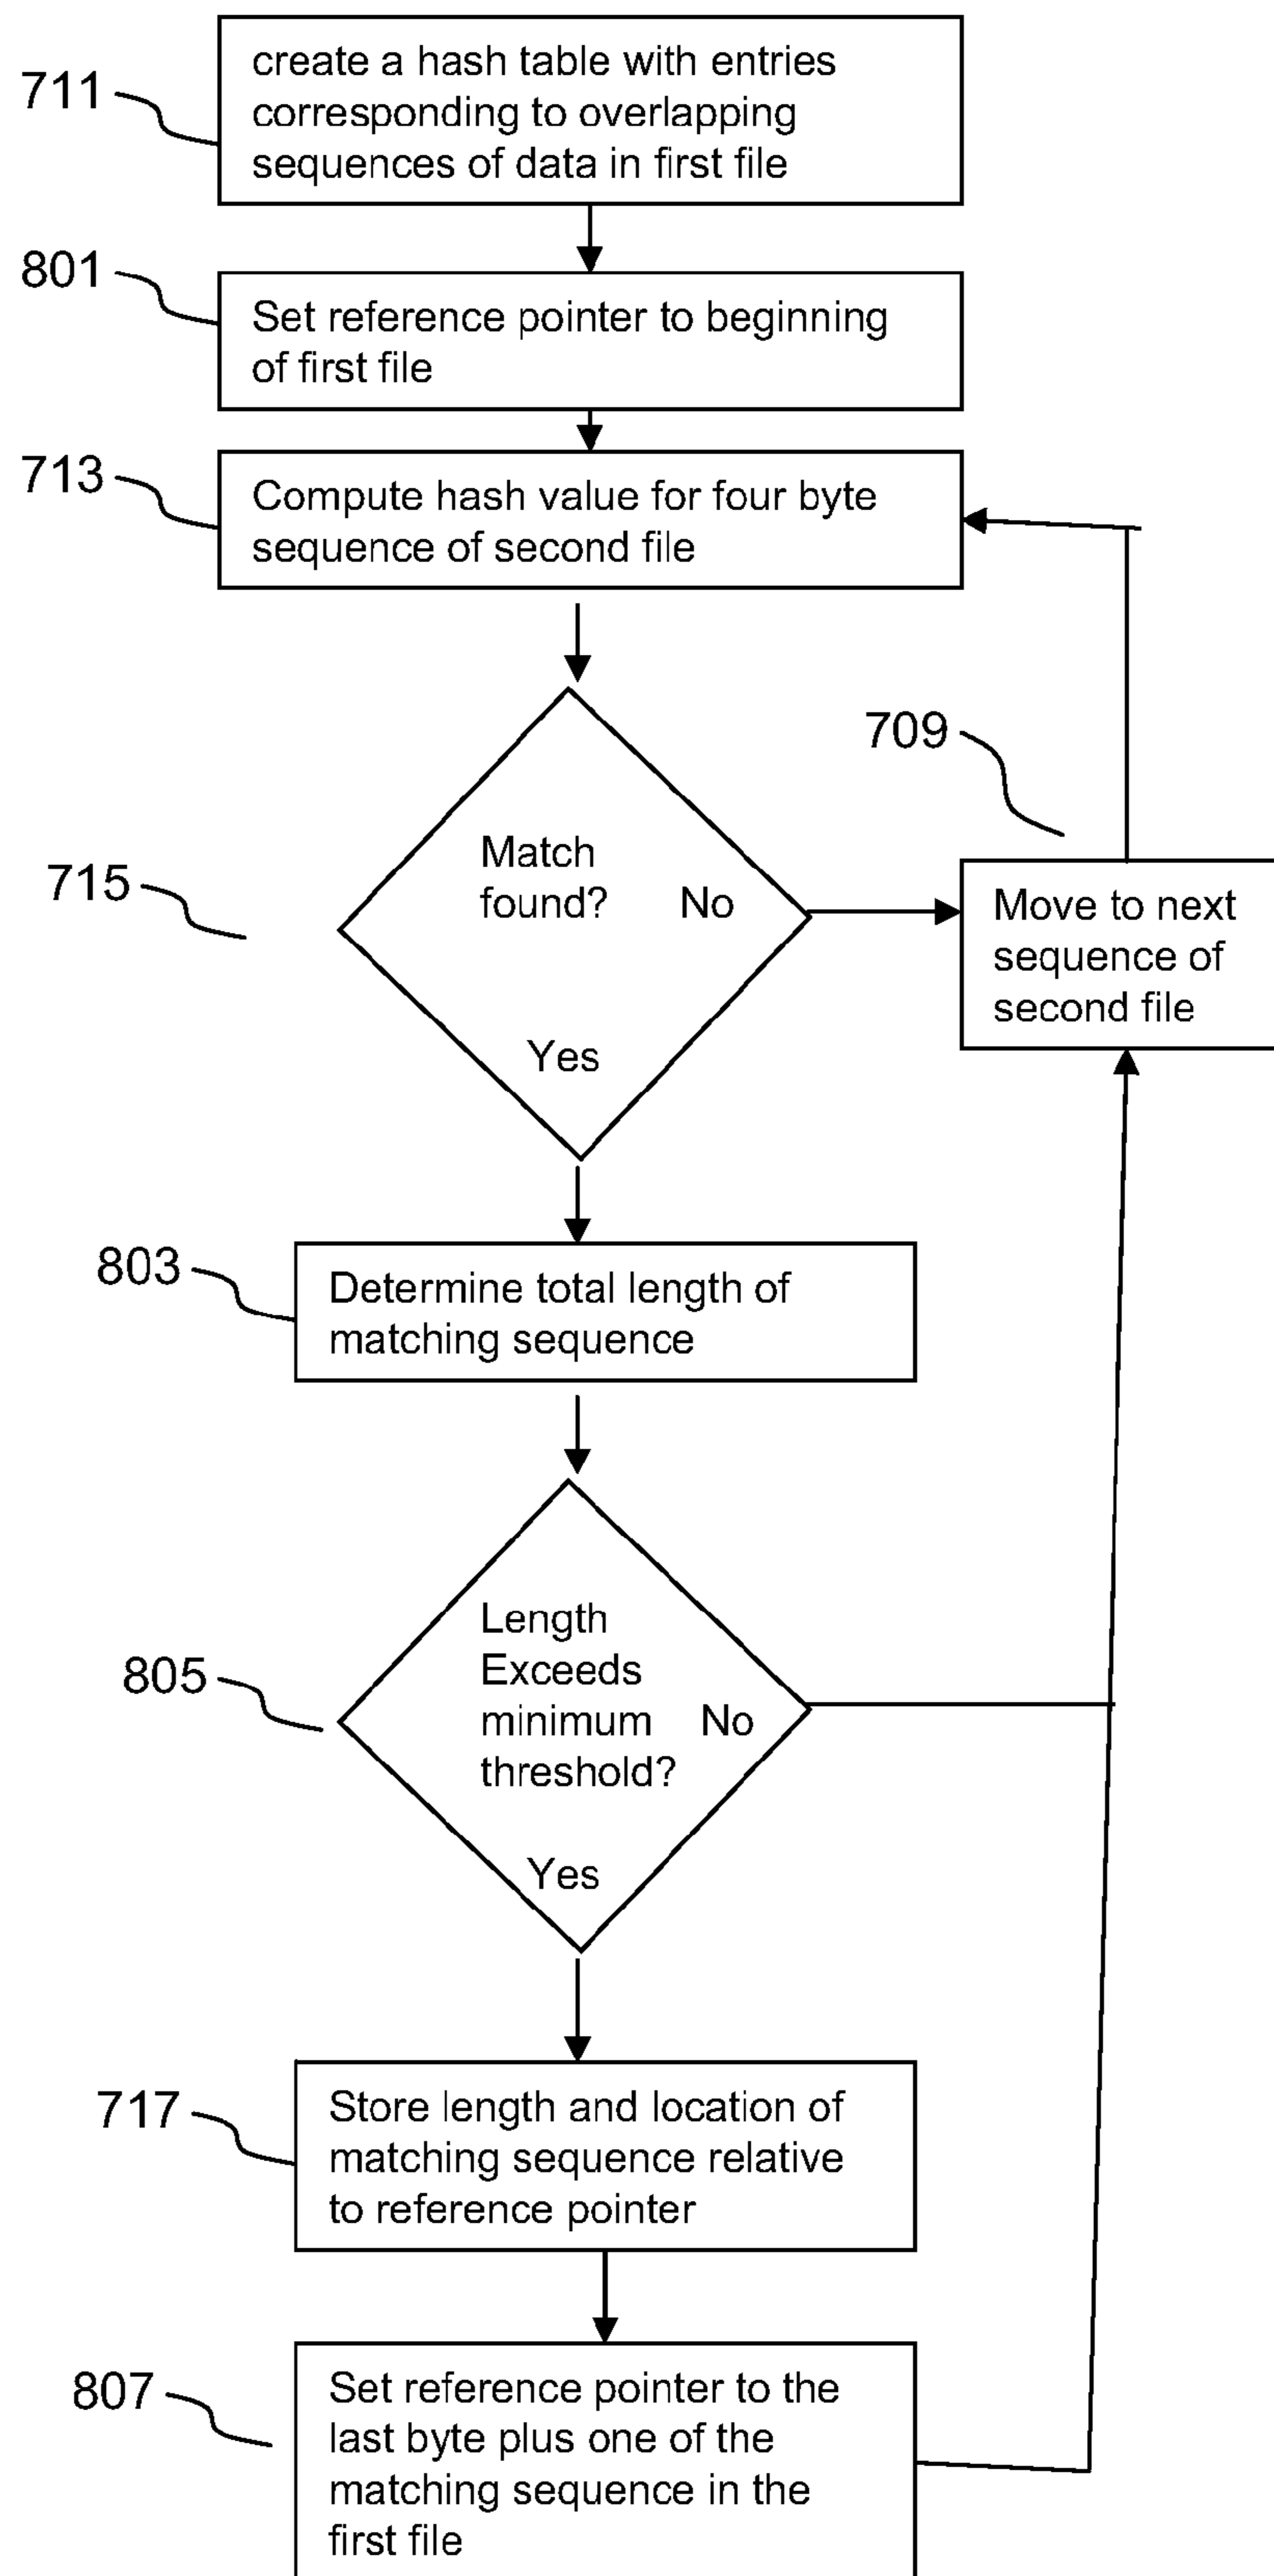 711
create a hash table with entries
corresponding to overlapping
sequences of data in first file
801
Set reference pointer to beginning
of first file
713
Compute hash value for four byte
sequence of second file
709
715
Match
found? No
Yes
Move to next
sequence of
second file
803
Determine total length of
matching sequence
805
Length
Exceeds
minimum No
threshold?
Yes
717
Store length and location of
matching sequence relative
to reference pointer
807
Set reference pointer to the
last byte plus one of the
matching sequence in the
first file